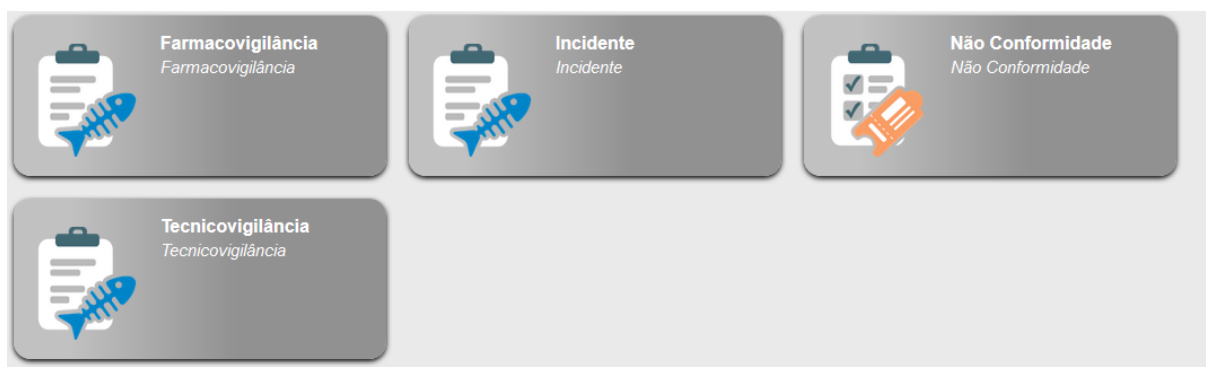 Farmacovigilância
Farmacovigilância
Incidente
Incidente
Não Conformidade
Não Conformidade
Tecnicovigilância
Tecnicovigilância